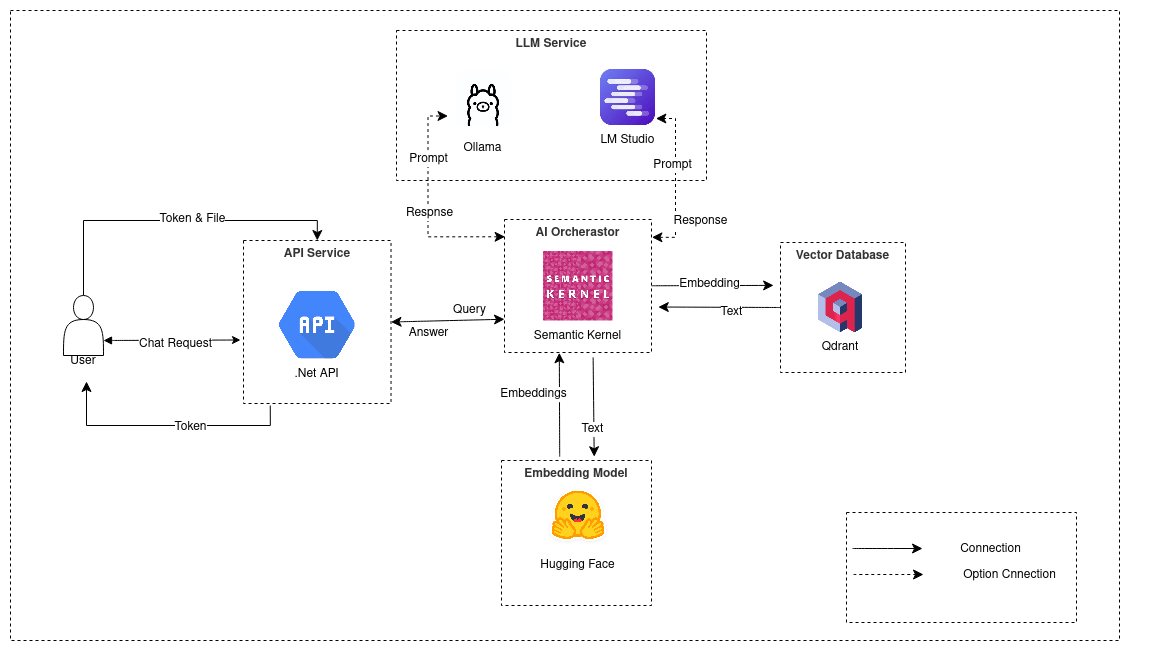 LLM Service
Ollama
LM Studio
Prompt
Prompt
Respnse
Response
Token & File
API Service
API
.Net API
User
Chat Request
Token
Query
Answer
AI Orcherastor
SEMANTIC
KERNEL
Semantic Kernel
Embedding
Text
Vector Database
Qdrant
Embeddings
Text
Embedding Model
Hugging Face
Connection
Option Cnnection